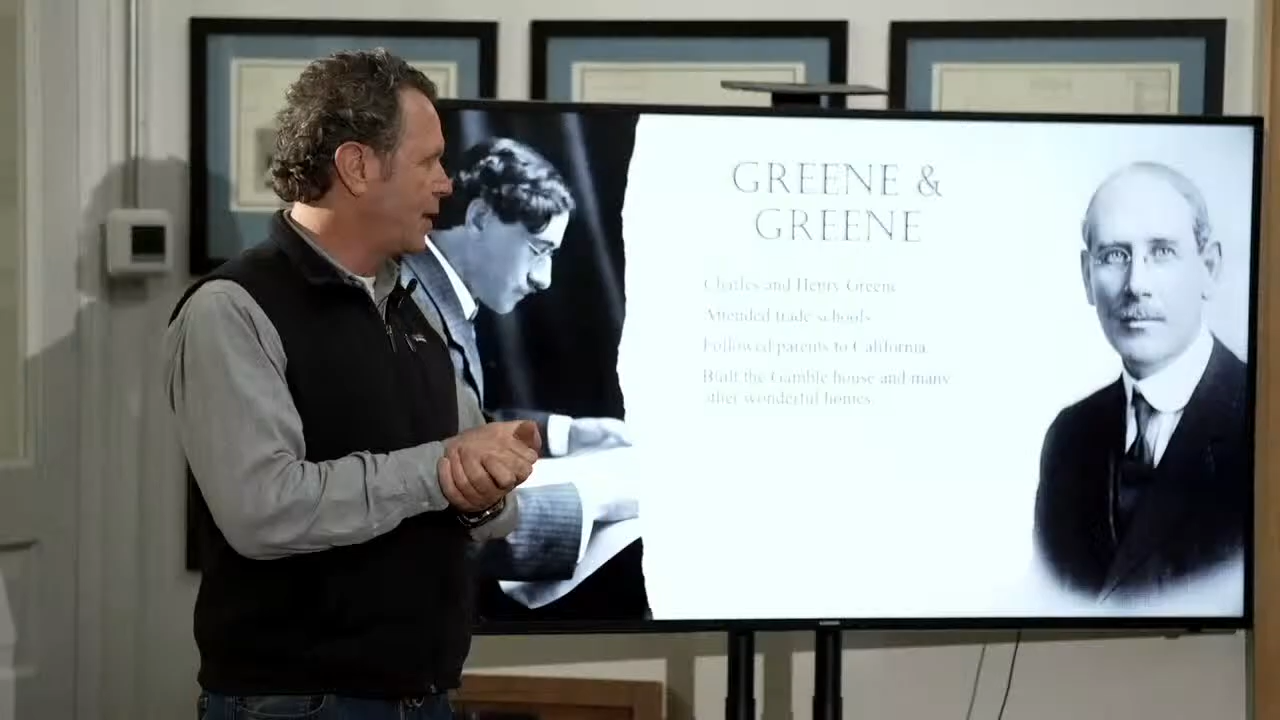 GREENE &
GREENE
Charles and Henry Greene
Attended trade schools
Followed parents to California
Built the Gamble house and many
other wonderful homes.